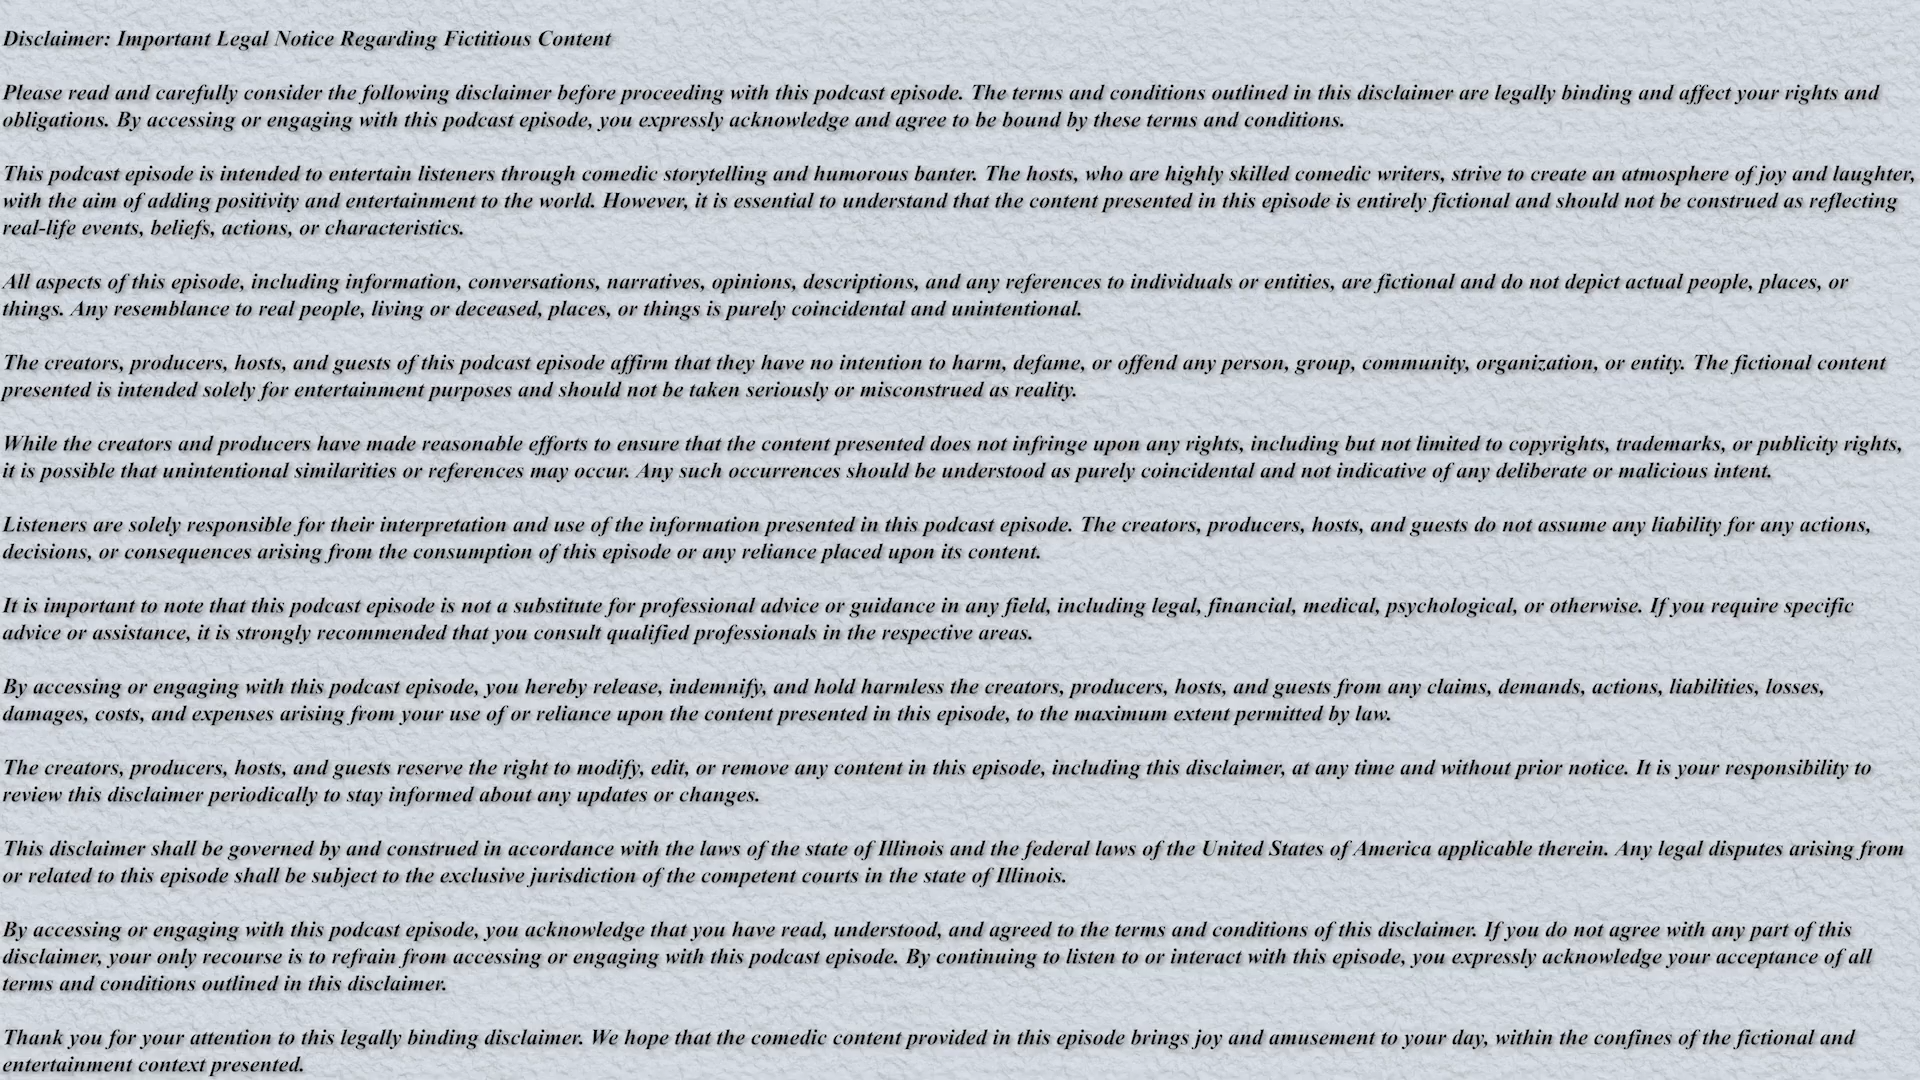 Disclaimer: Important Legal Notice Regarding Fictitious Content
Please read and carefully consider the following disclaimer before proceeding with this podcast episode. The terms and conditions outlined in this disclaimer are legally binding and affect your rights and
obligations. By accessing or engaging with this podcast episode, you expressly acknowledge and agree to be bound by these terms and conditions.
This podcast episode is intended to entertain listeners through comedic storytelling and humorous banter. The hosts, who are highly skilled comedic writers, strive to create an atmosphere of joy and laughter,
with the aim of adding positivity and entertainment to the world. However, it is essential to understand that the content presented in this episode is entirely fictional and should not be construed as reflecting
real-life events, beliefs, actions, or characteristics.
All aspects of this episode, including information, conversations, narratives, opinions, descriptions, and any references to individuals or entities, are fictional and do not depict actual people, places, or
things. Any resemblance to real people, living or deceased, places, or things is purely coincidental and unintentional.
The creators, producers, hosts, and guests of this podcast episode affirm that they have no intention to harm, defame, or offend any person, group, community, organization, or entity. The fictional content
presented is intended solely for entertainment purposes and should not be taken seriously or misconstrued as reality.
While the creators and producers have made reasonable efforts to ensure that the content presented does not infringe upon any rights, including but not limited to copyrights, trademarks, or publicity rights,
it is possible that unintentional similarities or references may occur. Any such occurrences should be understood as purely coincidental and not indicative of any deliberate or malicious intent.
Listeners are solely responsible for their interpretation and use of the information presented in this podcast episode. The creators, producers, hosts, and guests do not assume any liability for any actions,
decisions, or consequences arising from the consumption of this episode or any reliance placed upon its content.
It is important to note that this podcast episode is not a substitute for professional advice or guidance in any field, including legal, financial, medical, psychological, or otherwise. If you require specific
advice or assistance, it is strongly recommended that you consult qualified professionals in the respective areas.
By accessing or engaging with this podcast episode, you hereby release, indemnify, and hold harmless the creators, producers, hosts, and guests from any claims, demands, actions, liabilities, losses,
damages, costs, and expenses arising from your use of or reliance upon the content presented in this episode, to the maximum extent permitted by law.
The creators, producers, hosts, and guests reserve the right to modify, edit, or remove any content in this episode, including this disclaimer, at any time and without prior notice. It is your responsibility to
review this disclaimer periodically to stay informed about any updates or changes.
This disclaimer shall be governed by and construed in accordance with the laws of the state of Illinois and the federal laws of the United States of America applicable therein. Any legal disputes arising from
or related to this episode shall be subject to the exclusive jurisdiction of the competent courts in the state of Illinois.
By accessing or engaging with this podcast episode, you acknowledge that you have read, understood, and agreed to the terms and conditions of this disclaimer. If you do not agree with any part of this
disclaimer, your only recourse is to refrain from accessing or engaging with this podcast episode. By continuing to listen to or interact with this episode, you expressly acknowledge your acceptance of all
terms and conditions outlined in this disclaimer.
Thank you for your attention to this legally binding disclaimer. We hope that the comedic content provided in this episode brings joy and amusement to your day, within the confines of the fictional and
entertainment context presented.